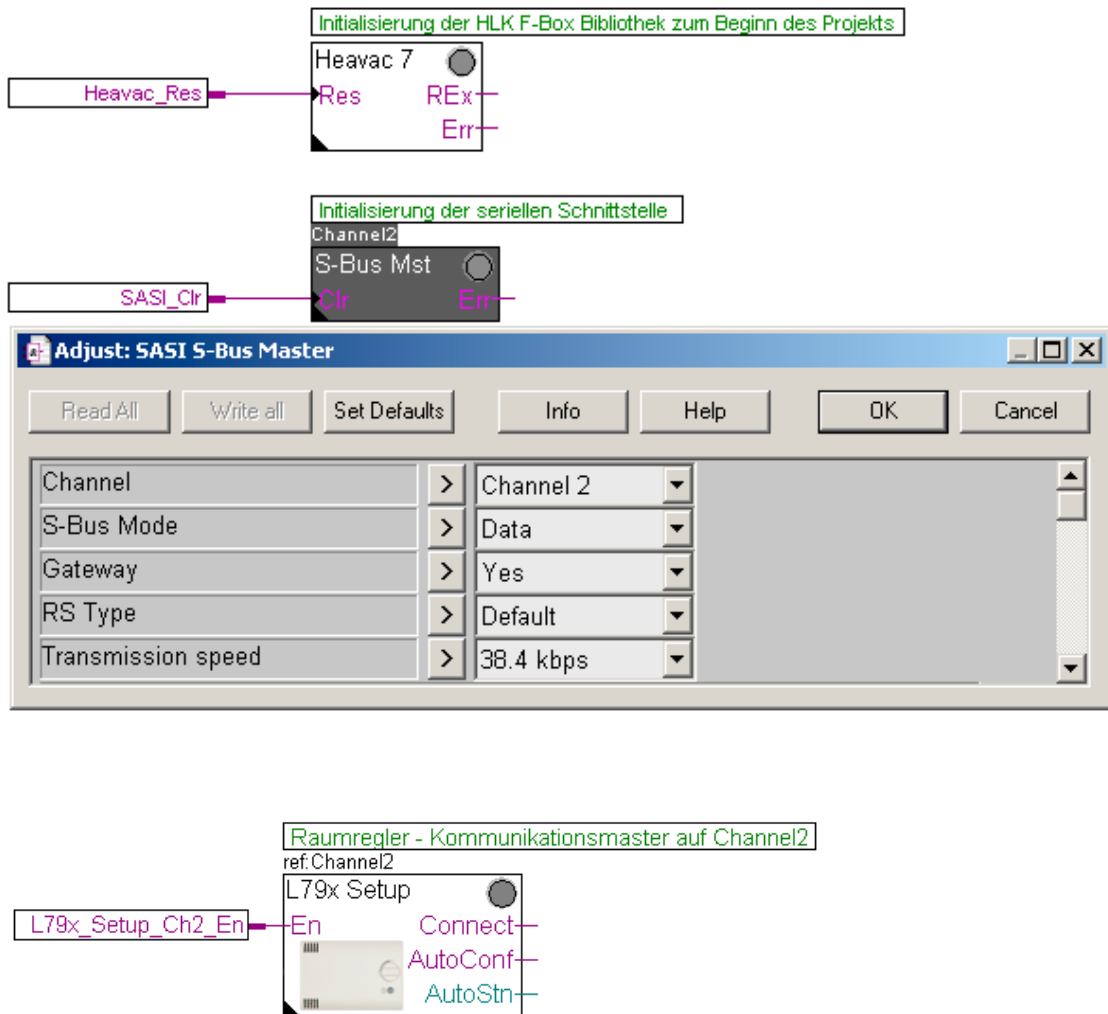 Initialisierung der HLK F-Box Bibliothek zum Beginn des Projekts
Heavac 7
Heavac_Res Res REx
Err
Initialisierung der seriellen Schnittstelle
Channel2
S-Bus Mst
SASI_Clr Clr Err
Adjust: SASI S-Bus Master
Read All Write all Set Defaults Info Help OK Cancel
Channel > Channel 2
S-Bus Mode > Data
Gateway > Yes
RS Type > Default
Transmission speed > 38.4 kbps
Raumregler - Kommunikationsmaster auf Channel2
ref:Channel2
L79x Setup
L79x_Setup_Ch2_En En Connect
AutoConf
AutoStn